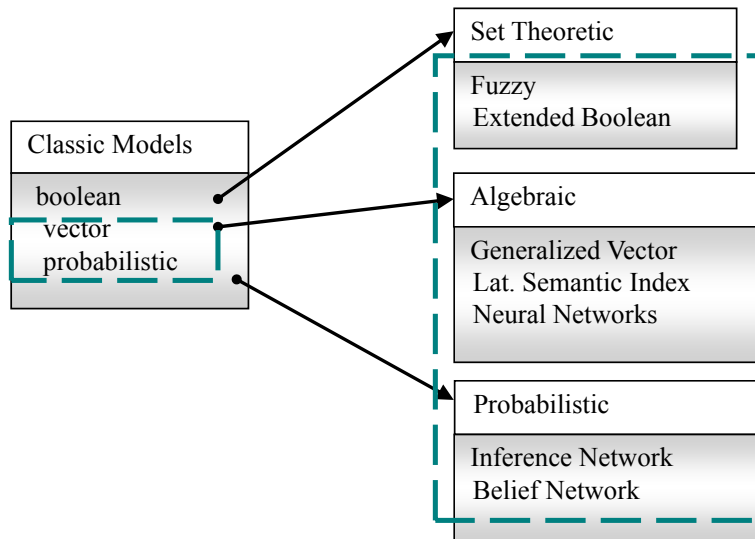 Classic Models
boolean
vector
probabilistic
Set Theoretic
Fuzzy
Extended Boolean
Algebraic
Generalized Vector
Lat. Semantic Index
Neural Networks
Probabilistic
Inference Network
Belief Network